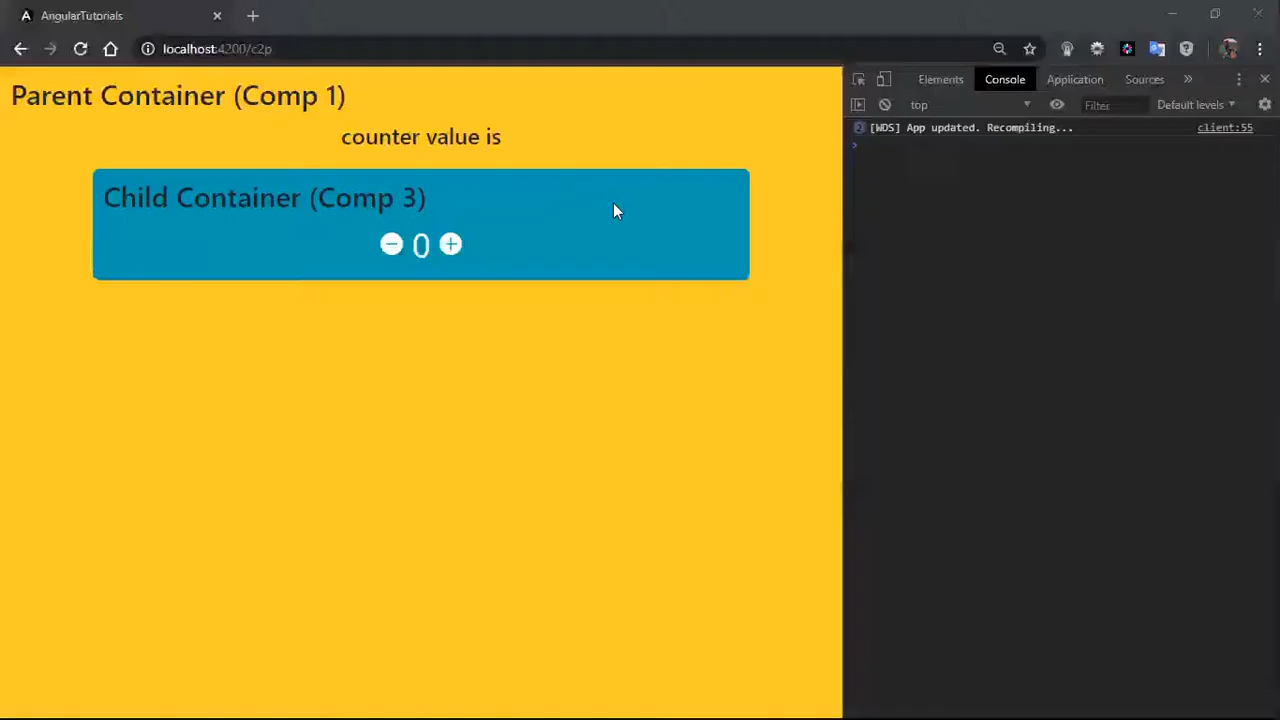 AngularTutorials
localhost:4200/c2p
Elements Console Application Sources »
top Filter Default levels
2 [WDS] App updated. Recompiling... client:55
Parent Container (Comp 1)
counter value is
Child Container (Comp 3)
0